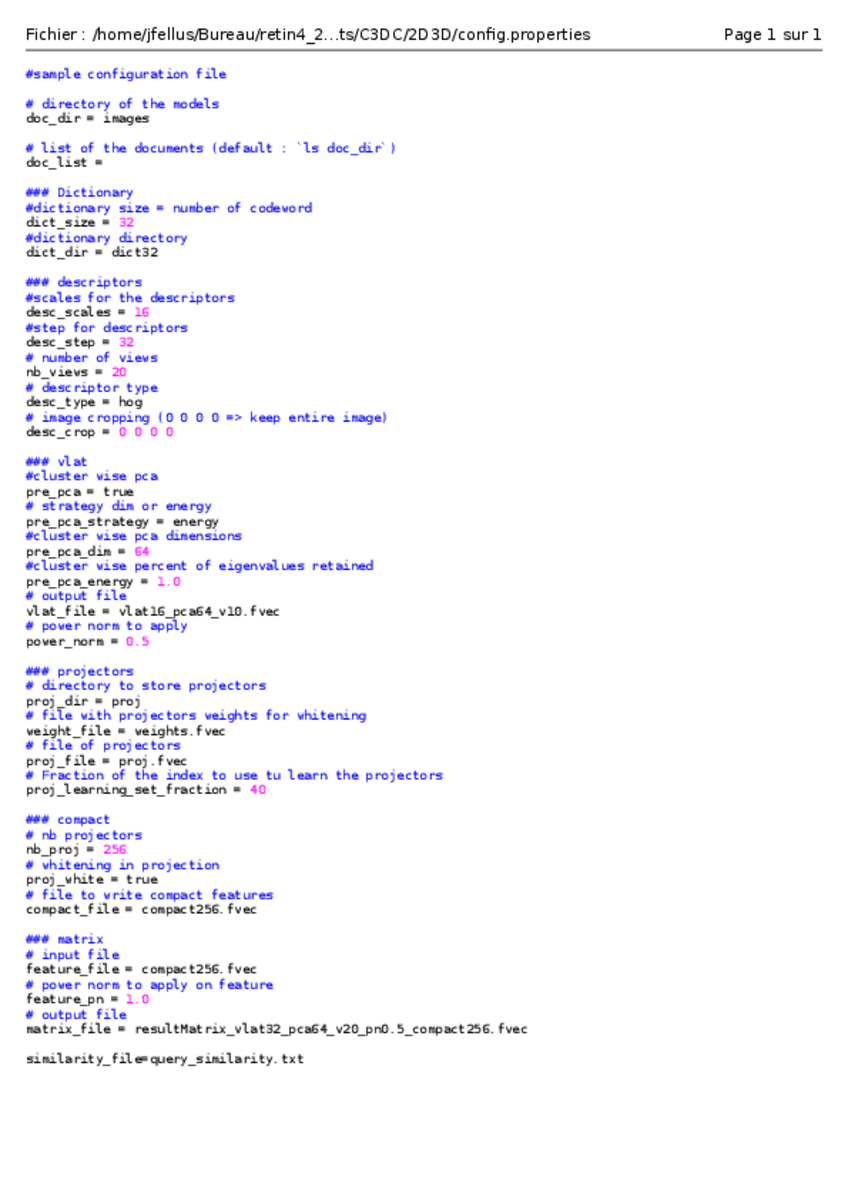 Fichier : /home/jfellus/Bureau/retin4_2...ts/C3DC/2D3D/config.properties Page 1 sur 1
#sample configuration file
# directory of the models
doc_dir = images
# list of the documents (default : `ls doc_dir`)
doc_list =
### Dictionary
#dictionary size = number of codeword
dict_size = 32
#dictionary directory
dict_dir = dict32
### descriptors
#scales for the descriptors
desc_scales = 16
#step for descriptors
desc_step = 32
# number of views
nb_views = 20
# descriptor type
desc_type = hog
# image cropping (0 0 0 0 => keep entire image)
desc_crop = 0 0 0 0
### vlat
#cluster wise pca
pre_pca = true
# strategy dim or energy
pre_pca_strategy = energy
#cluster wise pca dimensions
pre_pca_dim = 64
#cluster wise percent of eigenvalues retained
pre_pca_energy = 1.0
# output file
vlat_file = vlat16_pca64_v10.fvec
# power norm to apply
power_norm = 0.5
### projectors
# directory to store projectors
proj_dir = proj
# file with projectors weights for whitening
weight_file = weights.fvec
# file of projectors
proj_file = proj.fvec
# Fraction of the index to use tu learn the projectors
proj_learning_set_fraction = 40
### compact
# nb projectors
nb_proj = 256
# whitening in projection
proj_white = true
# file to write compact features
compact_file = compact256.fvec
### matrix
# input file
feature_file = compact256.fvec
# power norm to apply on feature
feature_pn = 1.0
# output file
matrix_file = resultMatrix_vlat32_pca64_v20_pn0.5_compact256.fvec
similarity_file=query_similarity.txt